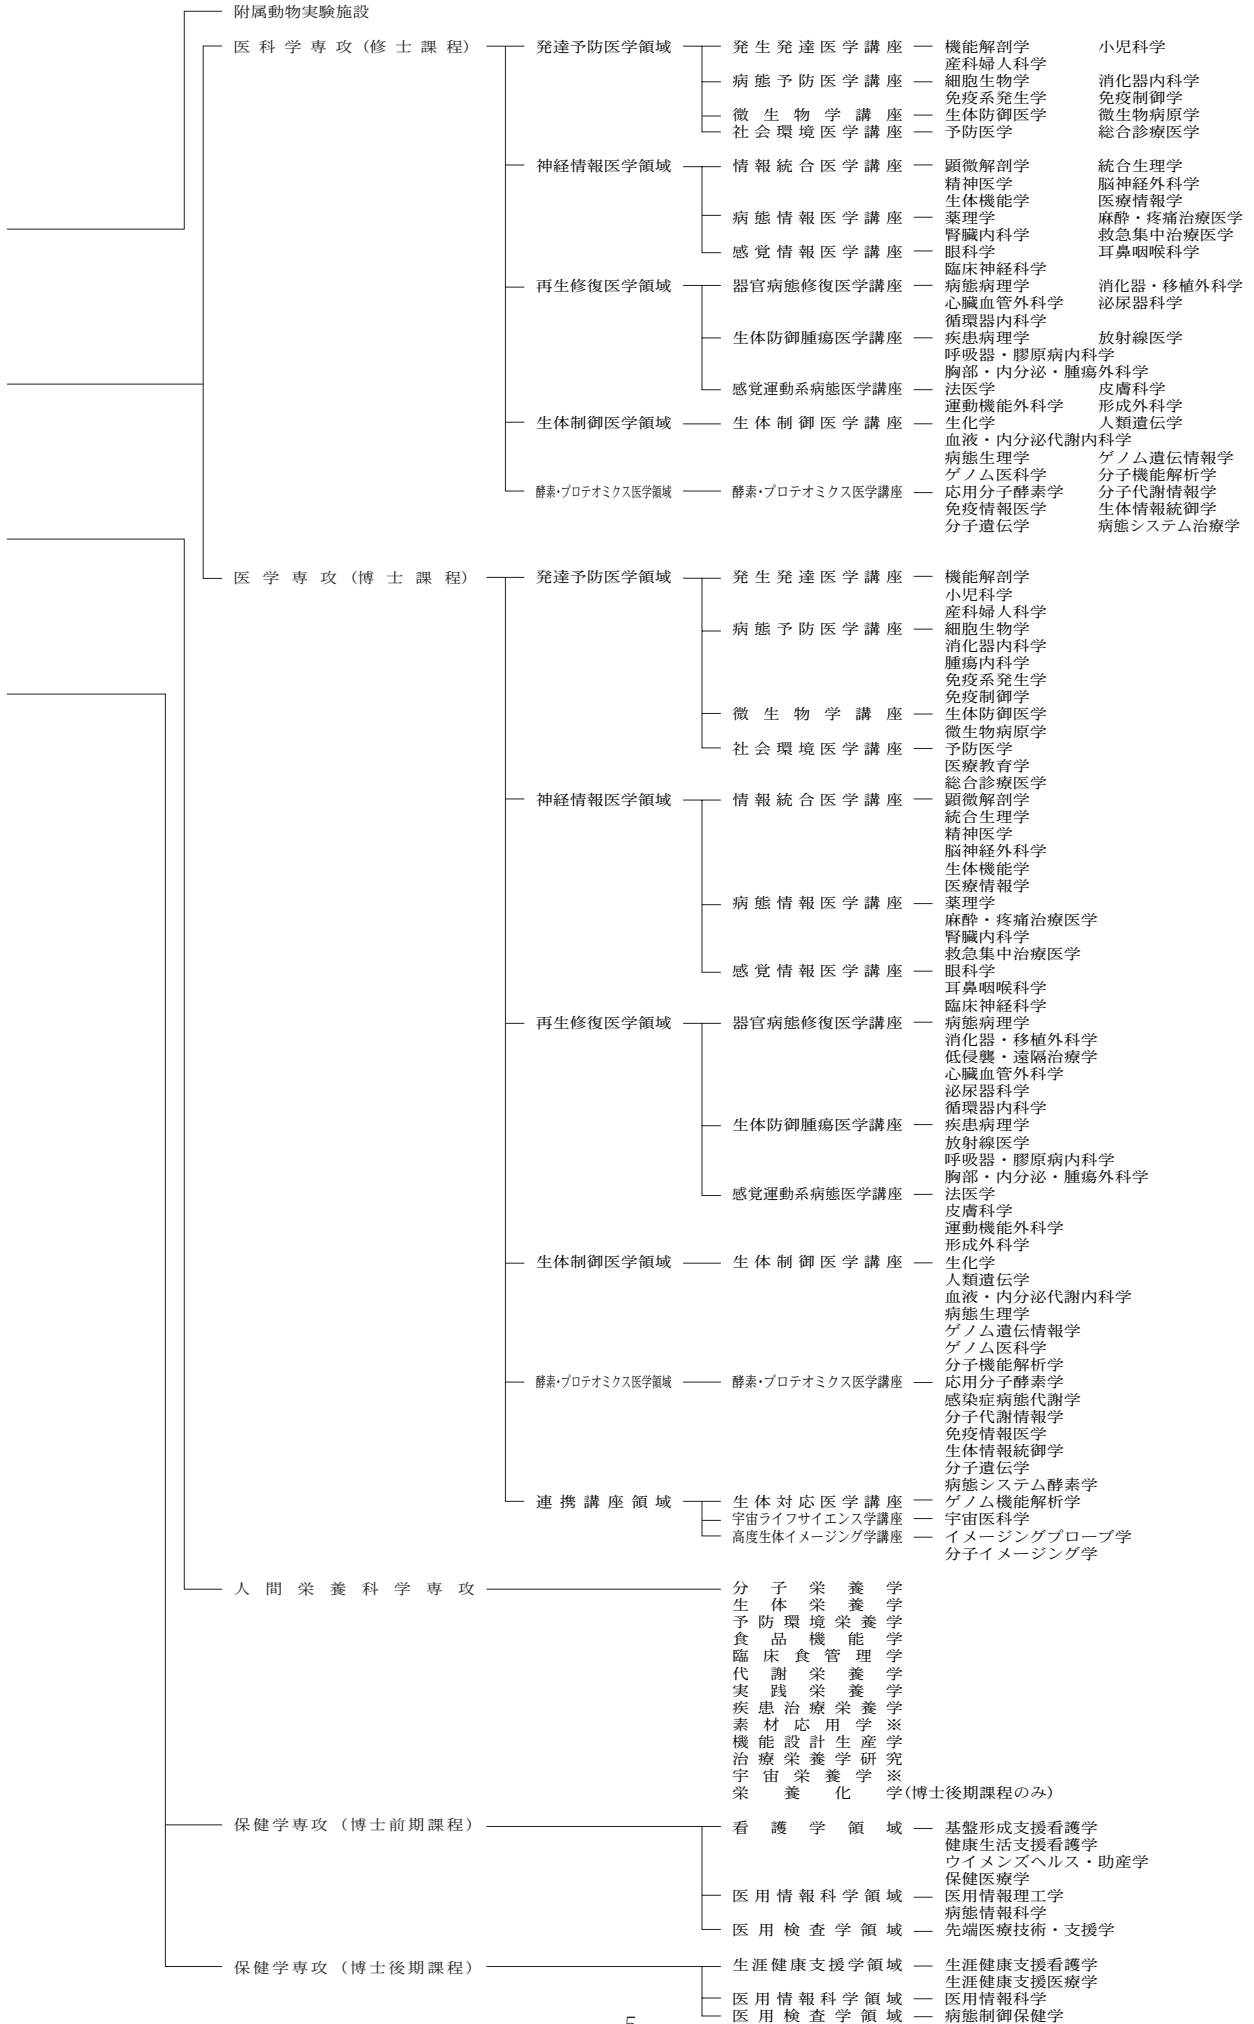 附属動物実験施設
医科学専攻(修士課程) 発達予防医学領域 発生発達医学講座 機能解剖学 小児科学
産科婦人科学
病態予防医学講座 細胞生物学 消化器内科学
免疫系発生学 免疫制御学
微生物学講座 生体防御医学 微生物病原学
社会環境医学講座 予防医学 総合診療医学
神経情報医学領域 情報統合医学講座 顕微解剖学 統合生理学
精神医学 脳神経外科学
生体機能学 医療情報学
病態情報医学講座 薬理学 麻酔・疼痛治療医学
腎臓内科学 救急集中治療医学
感覚情報医学講座 眼科学 耳鼻咽喉科学
臨床神経科学
再生修復医学領域 器官病態修復医学講座 病態病理学 消化器・移植外科学
心臓血管外科学 泌尿器科学
循環器内科学
生体防御腫瘍医学講座 疾患病理学 放射線医学
呼吸器・膠原病内科学
胸部・内分泌・腫瘍外科学
感覚運動系病態医学講座 法医学 皮膚科学
運動機能外科学 形成外科学
生体制御医学領域 生体制御医学講座 生化学 人類遺伝学
血液・内分泌代謝内科学
病態生理学 ゲノム遺伝情報学
ゲノム医科学 分子機能解析学
酵素・プロテオミクス医学領域 酵素・プロテオミクス医学講座 応用分子酵素学 分子代謝情報学
免疫情報医学 生体情報統御学
分子遺伝学 病態システム治療学
医学専攻(博士課程) 発達予防医学領域 発生発達医学講座 機能解剖学
小児科学
産科婦人科学
病態予防医学講座 細胞生物学
消化器内科学
腫瘍内科学
免疫系発生学
免疫制御学
微生物学講座 生体防御医学
微生物病原学
社会環境医学講座 予防医学
医療教育学
総合診療医学
神経情報医学領域 情報統合医学講座 顕微解剖学
統合生理学
精神医学
脳神経外科学
生体機能学
医療情報学
病態情報医学講座 薬理学
麻酔・疼痛治療医学
腎臓内科学
救急集中治療医学
感覚情報医学講座 眼科学
耳鼻咽喉科学
臨床神経科学
再生修復医学領域 器官病態修復医学講座 病態病理学
消化器・移植外科学
低侵襲・遠隔治療学
心臓血管外科学
泌尿器科学
循環器内科学
生体防御腫瘍医学講座 疾患病理学
放射線医学
呼吸器・膠原病内科学
胸部・内分泌・腫瘍外科学
感覚運動系病態医学講座 法医学
皮膚科学
運動機能外科学
形成外科学
生体制御医学領域 生体制御医学講座 生化学
人類遺伝学
血液・内分泌代謝内科学
病態生理学
ゲノム遺伝情報学
ゲノム医科学
分子機能解析学
酵素・プロテオミクス医学領域 酵素・プロテオミクス医学講座 応用分子酵素学
感染症病態代謝学
分子代謝情報学
免疫情報医学
生体情報統御学
分子遺伝学
病態システム酵素学
連携講座領域 生体対応医学講座 ゲノム機能解析学
宇宙ライフサイエンス学講座 宇宙医科学
高度生体イメージング学講座 イメージングプローブ学
分子イメージング学
人間栄養科学専攻 分子栄養学
生体栄養学
予防環境栄養学
食品機能学
臨床食管理学
代謝栄養学
実践栄養学
疾患治療栄養学
素材応用学※
機能設計生産学
治療栄養学研究
宇宙栄養学※
栄養化学(博士後期課程のみ)
保健学専攻(博士前期課程) 看護学領域 基盤形成支援看護学
健康生活支援看護学
ウイメンズヘルス・助産学
保健医療学
医用情報科学領域 医用情報理工学
病態情報科学
医用検査学領域 先端医療技術・支援学
保健学専攻(博士後期課程) 生涯健康支援学領域 生涯健康支援看護学
生涯健康支援医療学
医用情報科学領域 医用情報科学
医用検査学領域 病態制御保健学
5